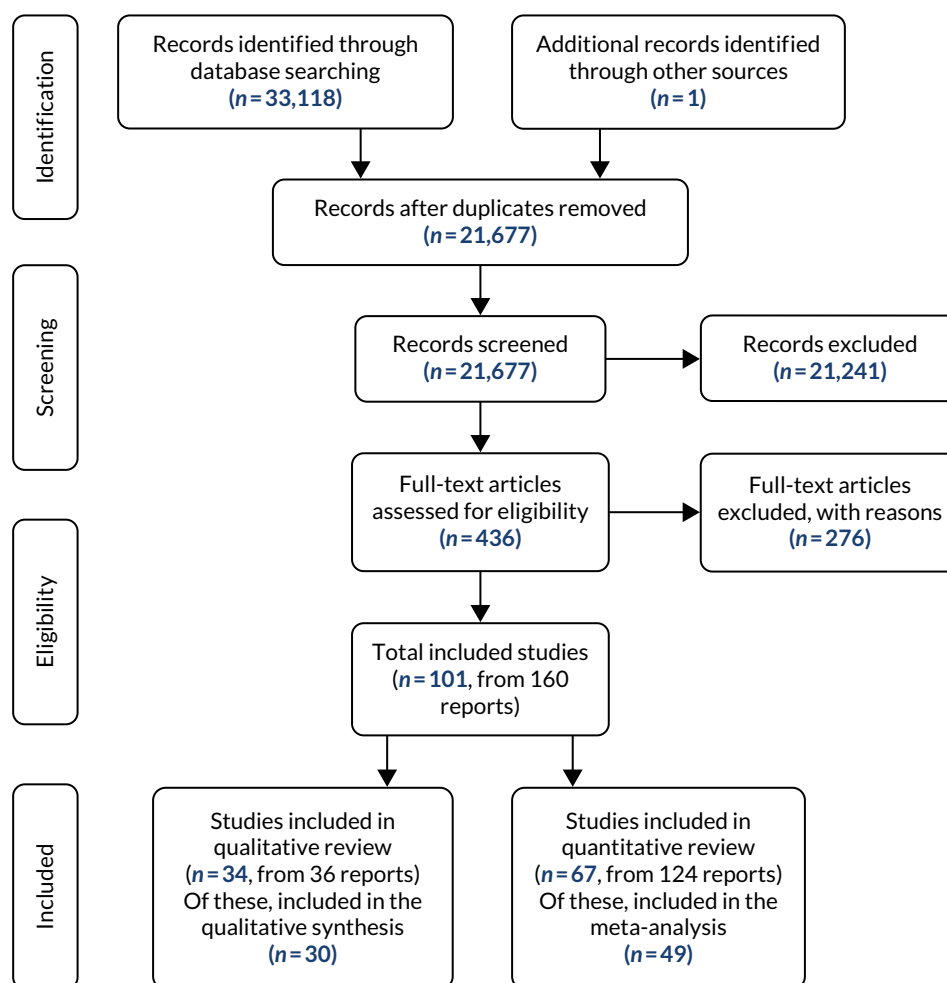 Identification
Records identified through
database searching
(n=33,118)
Additional records identified
through other sources
(n=1)
Records after duplicates removed
(n=21,677)
Screening
Records screened
(n=21,677)
Records excluded
(n=21,241)
Full-text articles
assessed for eligibility
(n=436)
Full-text articles
excluded, with reasons
(n=276)
Eligibility
Total included studies
(n=101, from 160
reports)
Included
Studies included in
qualitative review
(n=34, from 36 reports)
Of these, included in the
qualitative synthesis
(n=30)
Studies included in
quantitative review
(n=67, from 124 reports)
Of these, included in the
meta-analysis
(n=49)